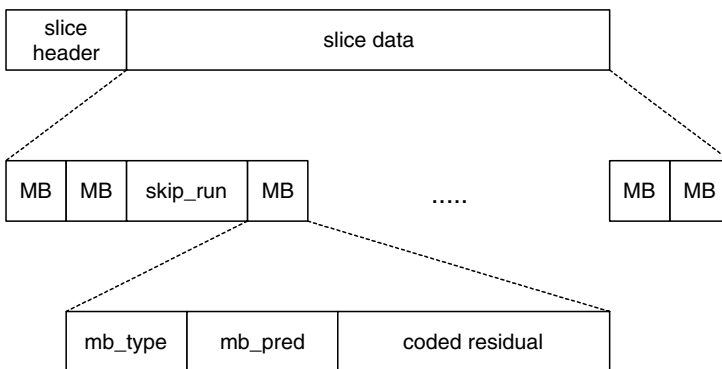 slice
header
slice data
MB MB skip_run MB ..... MB MB
mb_type mb_pred coded residual